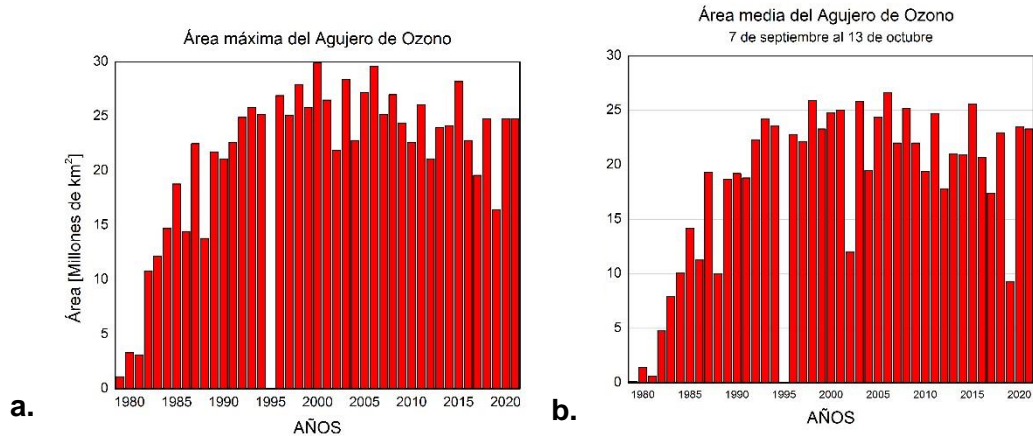 Área máxima del Agujero de Ozono
30
25
20
15
10
5
0
Área [Millones de km²]
1980 1985 1990 1995 2000 2005 2010 2015 2020
AÑOS
a.
Área media del Agujero de Ozono
7 de septiembre al 13 de octubre
30
25
20
15
10
5
0
1980 1985 1990 1995 2000 2005 2010 2015 2020
AÑOS
b.